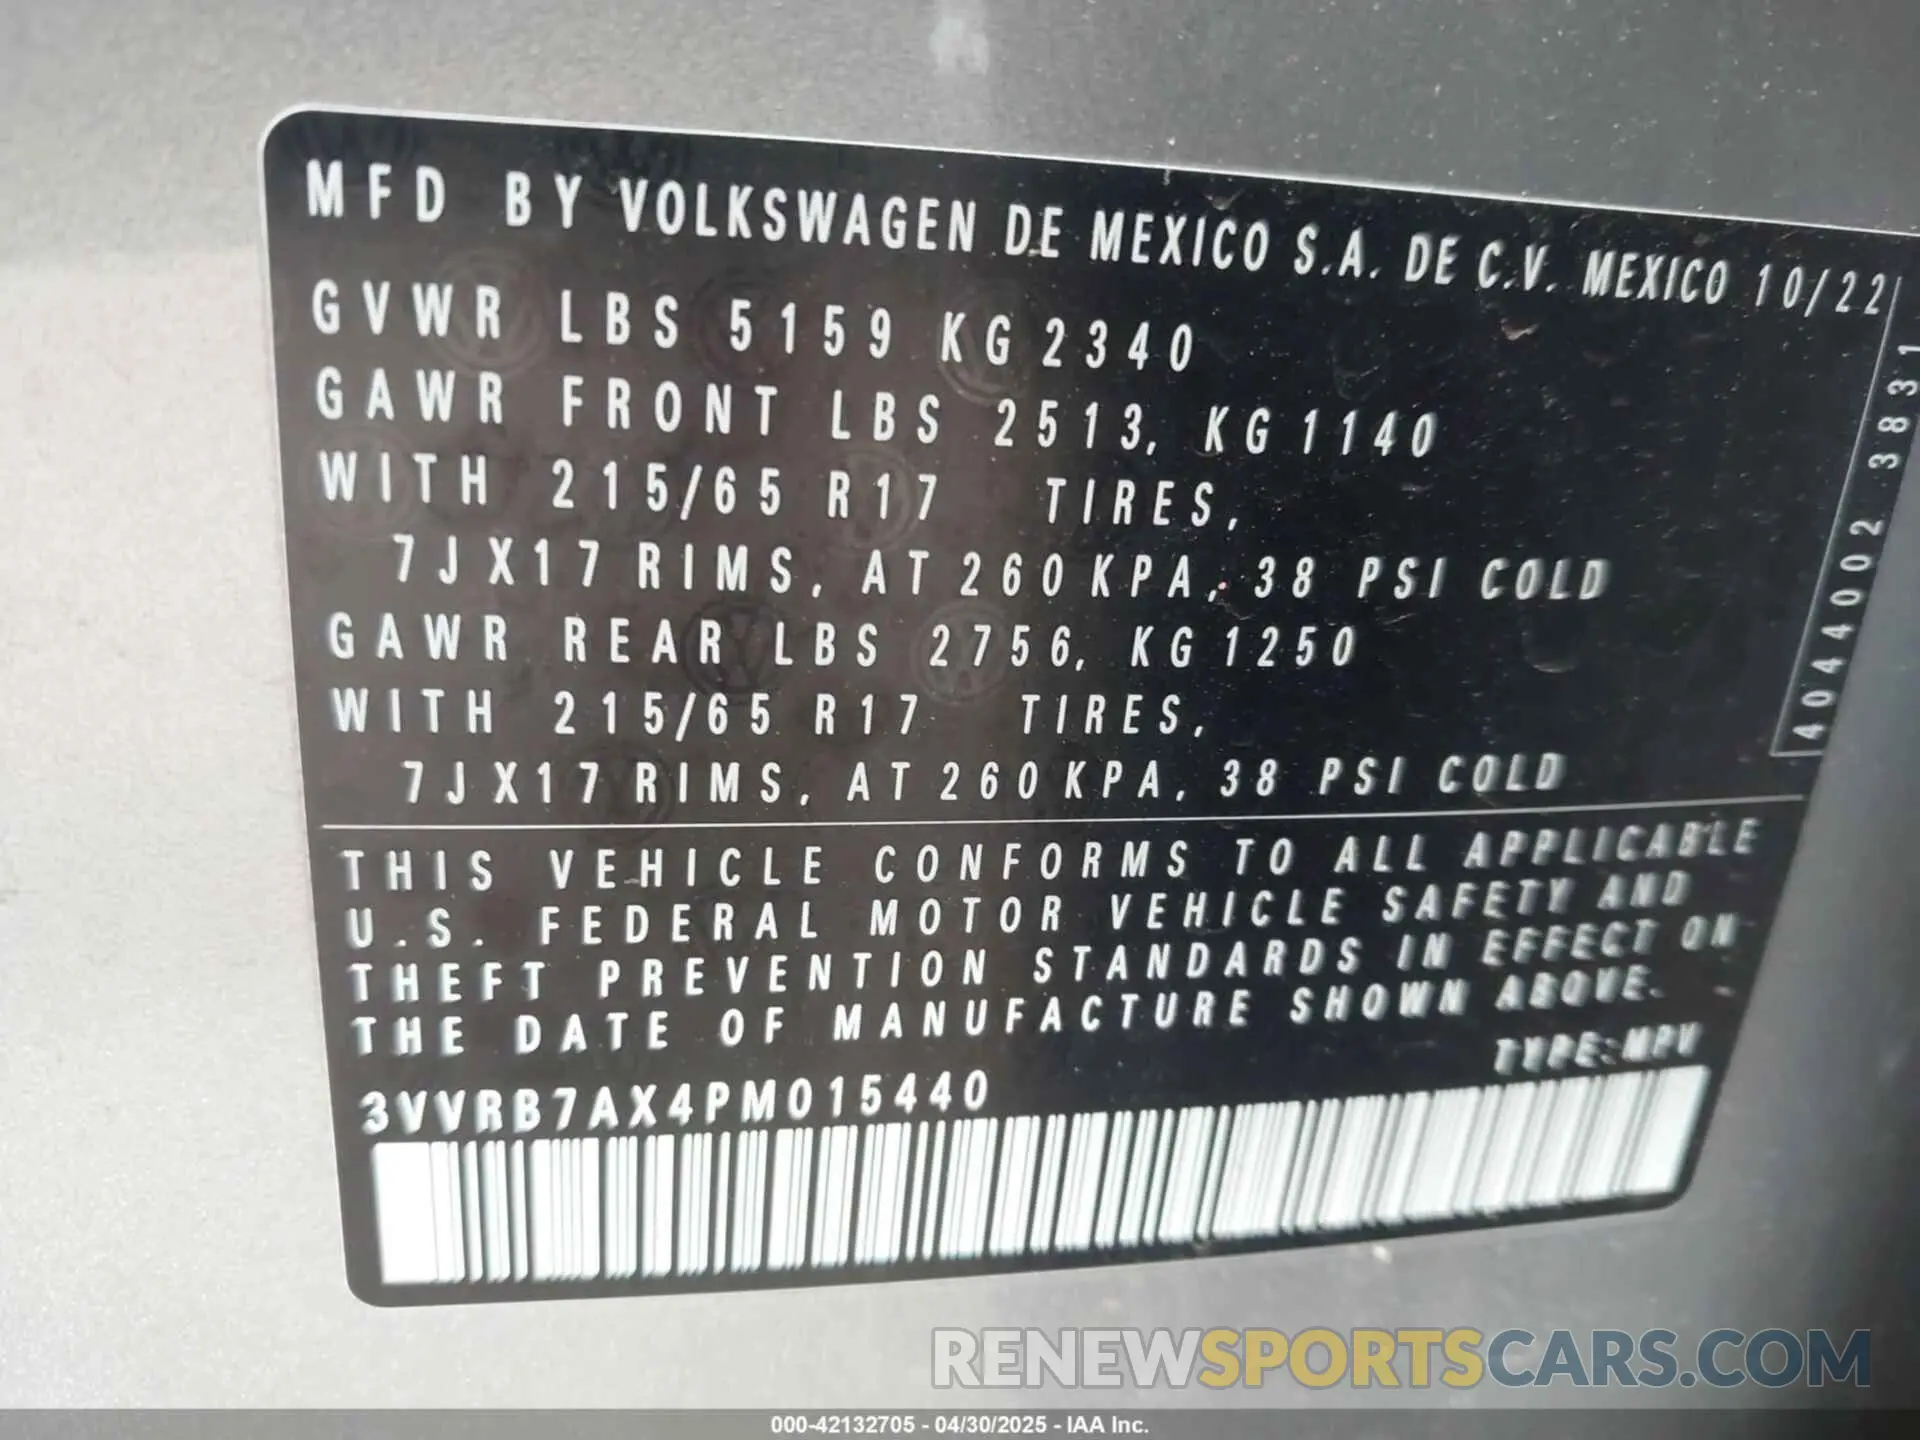 MFD BY VOLKSWAGEN DE MEXICO S.A. DE C.V. MEXICO 10/22
GVWR LBS 5159 KG 2340
GAWR FRONT LBS 2513, KG 1140
WITH 215/65 R17 TIRES,
7JX17 RIMS, AT 260 KPA, 38 PSI COLD
GAWR REAR LBS 2756, KG 1250
WITH 215/65 R17 TIRES,
7JX17 RIMS, AT 260 KPA, 38 PSI COLD
4044002 3831
THIS VEHICLE CONFORMS TO ALL APPLICABLE
U.S. FEDERAL MOTOR VEHICLE SAFETY AND
THEFT PREVENTION STANDARDS IN EFFECT ON
THE DATE OF MANUFACTURE SHOWN ABOVE.
TYPE: MPV
3VVRB7AX4PM015440
RENEWSPORTSCARS.COM
000-42132705 - 04/30/2025 - IAA Inc.